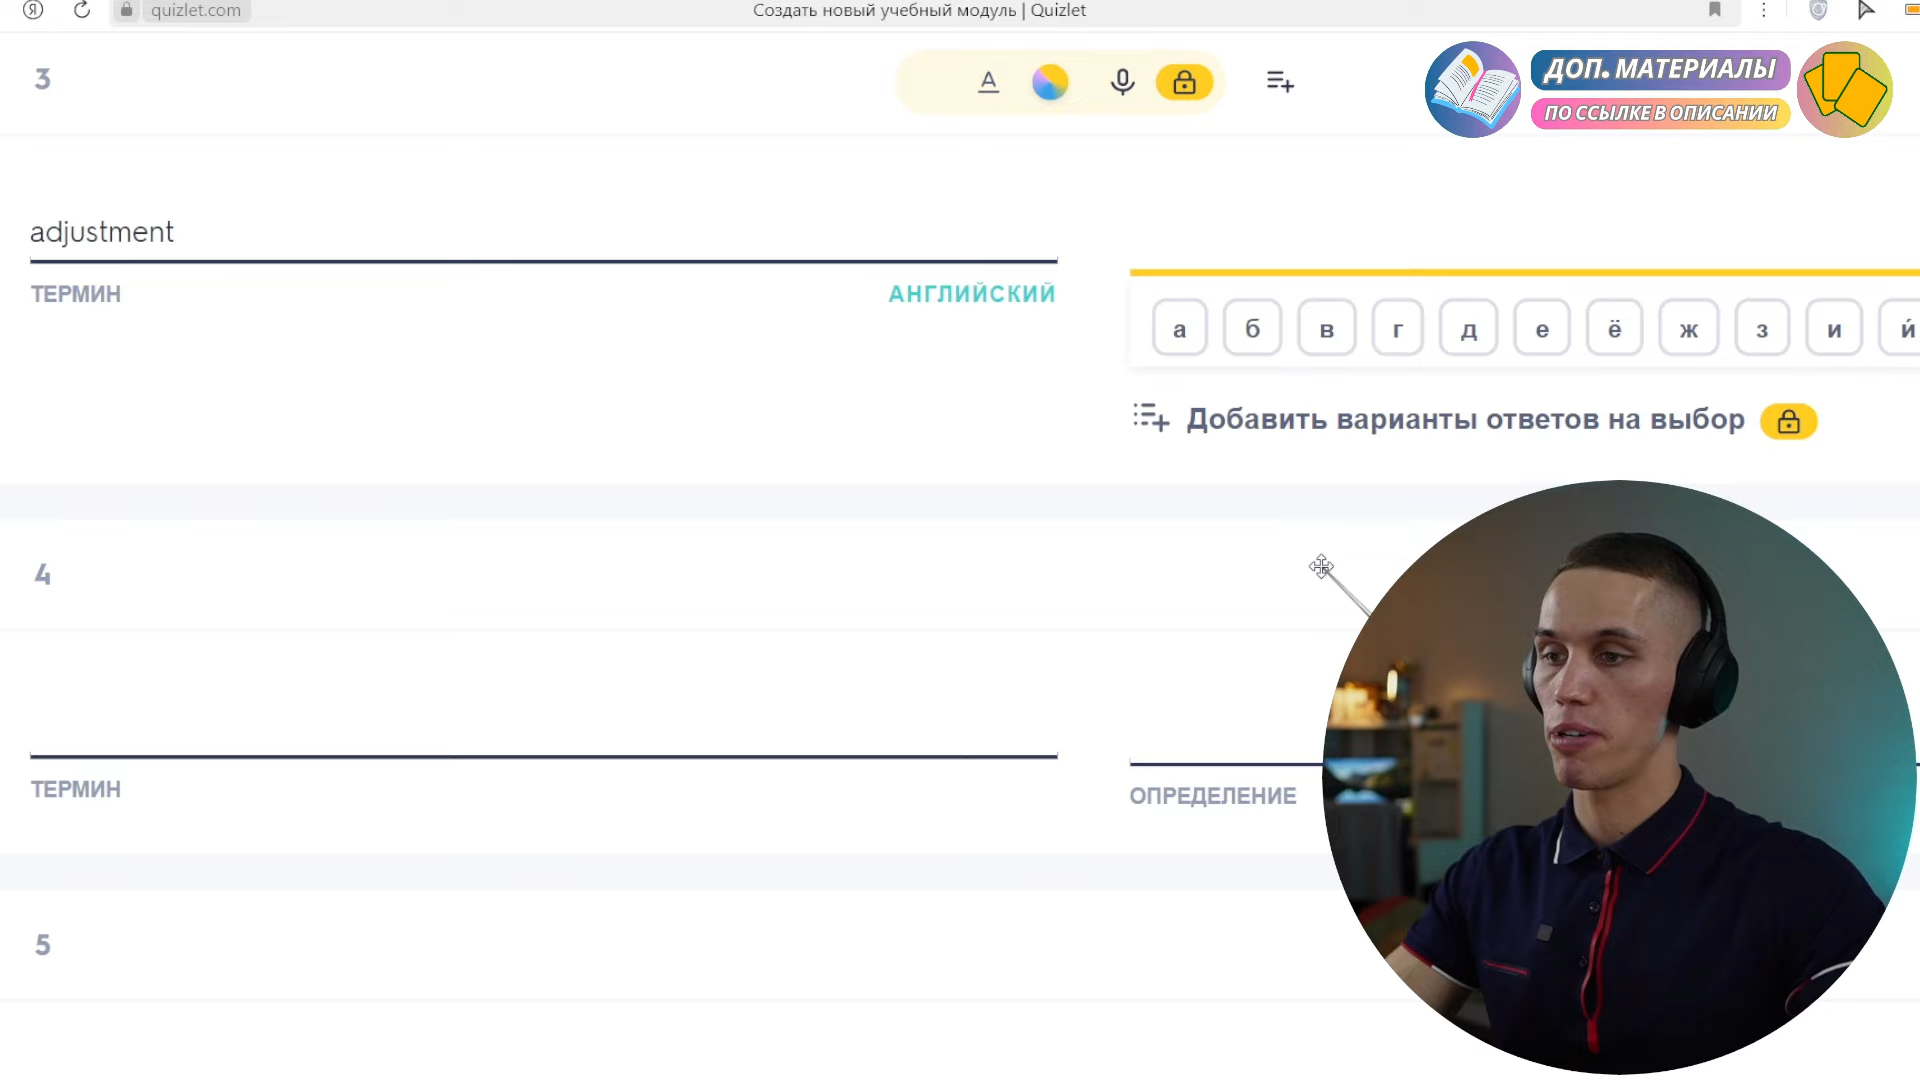 Я
quizlet.com
Создать новый учебный модуль | Quizlet
3
A
ДОП. МАТЕРИАЛЫ
ПО ССЫЛКЕ В ОПИСАНИИ
adjustment
ТЕРМИН
АНГЛИЙСКИЙ
а б в г д е ё ж з и и́
Добавить варианты ответов на выбор
4
ТЕРМИН
ОПРЕДЕЛЕНИЕ
5